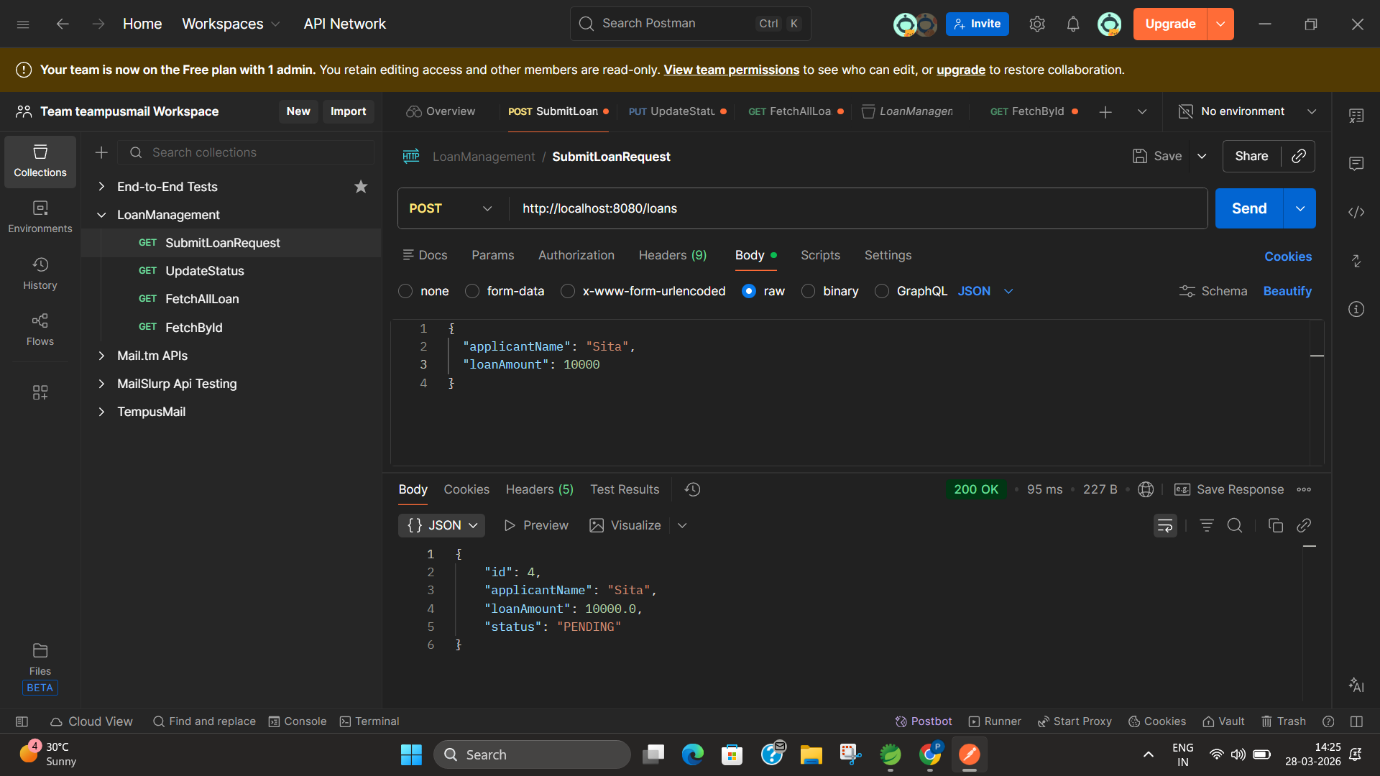 Home Workspaces API Network Search Postman Ctrl K Invite Upgrade
Your team is now on the Free plan with 1 admin. You retain editing access and other members are read-only. View team permissions to see who can edit, or upgrade to restore collaboration.
Team teampusmail Workspace New Import Overview POST SubmitLoan PUT UpdateStatu GET FetchAllLoa LoanManagen GET FetchById No environment
Collections
Environments
History
Flows
Files
BETA
Search collections
End-to-End Tests
LoanManagement
GET SubmitLoanRequest
GET UpdateStatus
GET FetchAllLoan
GET FetchById
Mail.tm APIs
MailSlurp Api Testing
TempusMail
HTTP LoanManagement / SubmitLoanRequest Save Share
POST http://localhost:8080/loans Send
Docs Params Authorization Headers (9) Body Scripts Settings Cookies
none form-data x-www-form-urlencoded raw binary GraphQL JSON Schema Beautify
1 {
2 "applicantName": "Sita",
3 "loanAmount": 10000
4 }
Body Cookies Headers (5) Test Results 200 OK • 95 ms • 227 B • e.g. Save Response
{} JSON Preview Visualize
1 {
2 "id": 4,
3 "applicantName": "Sita",
4 "loanAmount": 10000.0,
5 "status": "PENDING"
6 }
AI
Cloud View Find and replace Console Terminal Postbot Runner Start Proxy Cookies Vault Trash
4 30°C
Sunny
Search
P
ENG
IN
14:25
28-03-2026